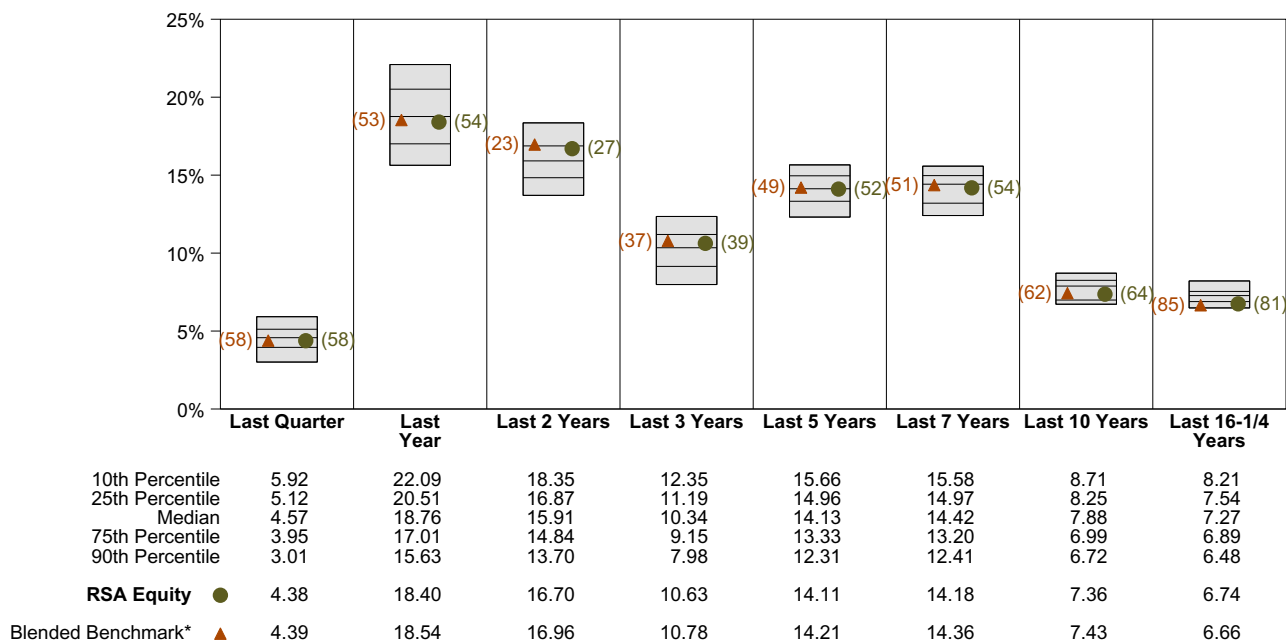 25%
20%
15%
10%
5%
0%
(58) (58)
(53) (54)
(23) (27)
(37) (39)
(49) (52)
(51) (54)
(62) (64)
(85) (81)
Last Quarter Last Last 2 Years Last 3 Years Last 5 Years Last 7 Years Last 10 Years Last 16-1/4
Year Years
10th Percentile 5.92 22.09 18.35 12.35 15.66 15.58 8.71 8.21
25th Percentile 5.12 20.51 16.87 11.19 14.96 14.97 8.25 7.54
Median 4.57 18.76 15.91 10.34 14.13 14.42 7.88 7.27
75th Percentile 3.95 17.01 14.84 9.15 13.33 13.20 6.99 6.89
90th Percentile 3.01 15.63 13.70 7.98 12.31 12.41 6.72 6.48
RSA Equity 4.38 18.40 16.70 10.63 14.11 14.18 7.36 6.74
Blended Benchmark* 4.39 18.54 16.96 10.78 14.21 14.36 7.43 6.66